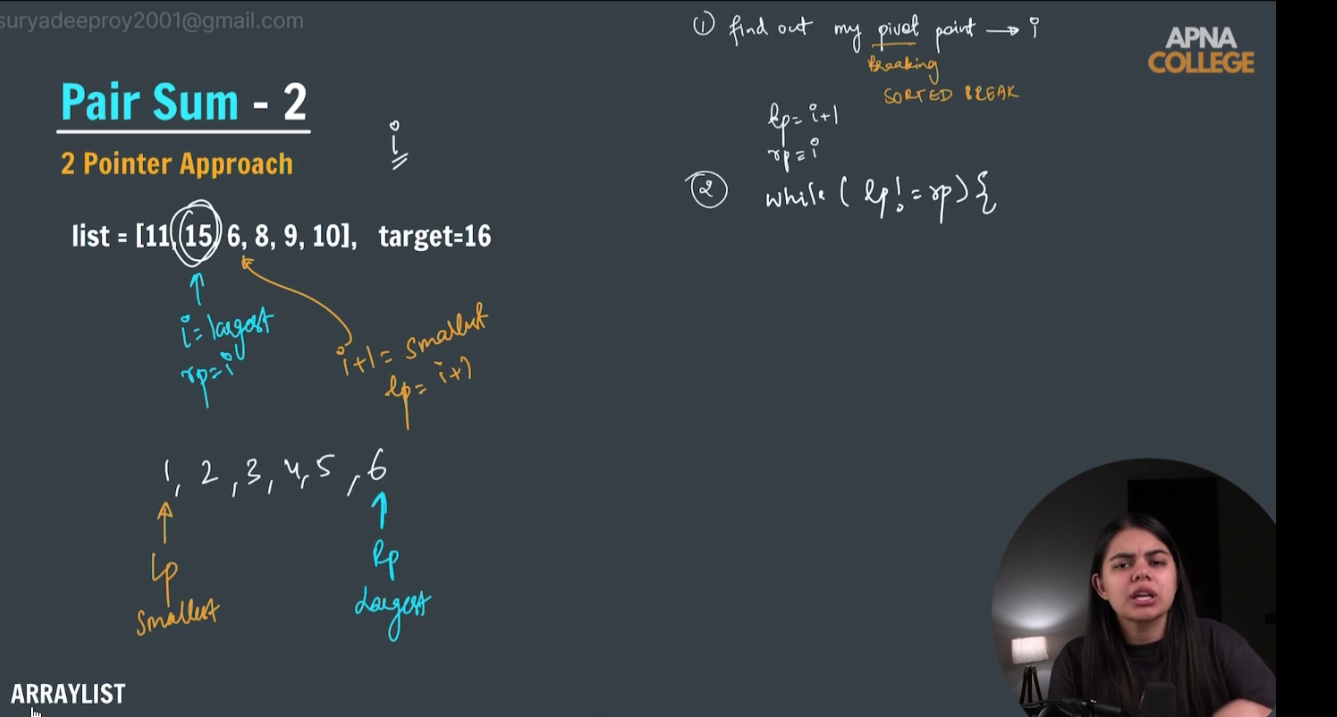 suryadeeproy2001@gmail.com
① find out my pivot point → i
Breaking
SORTED BREAK
APNA
COLLEGE
Pair Sum - 2
2 Pointer Approach
i
lp = i+1
rp = i
② while ( lp != rp ) {
list = [11, 15, 6, 8, 9, 10], target=16
i = largest
rp = i
i+1 = smallest
lp = i+1
1, 2, 3, 4, 5, 6
Lp
Smallest
Rp
Largest
ARRAYLIST